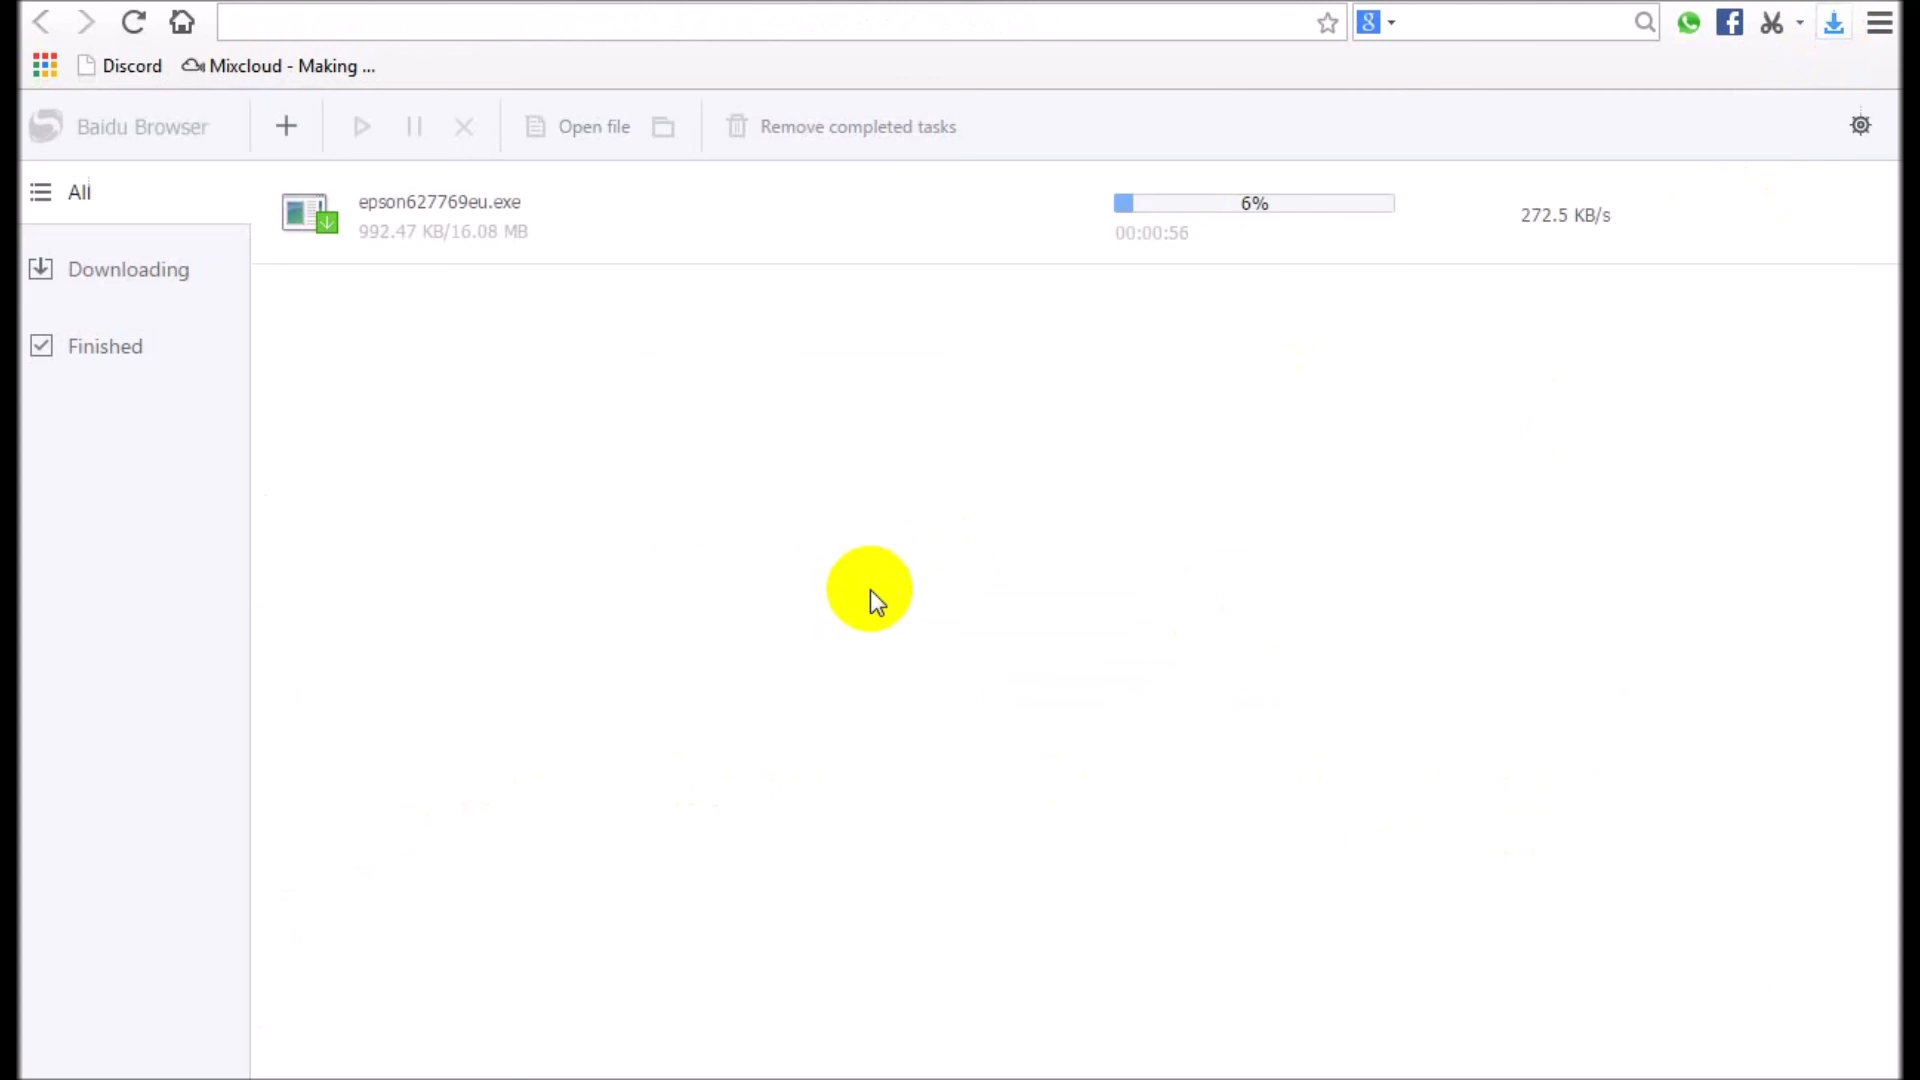 8
Discord
Mixcloud - Making ...
Baidu Browser
Open file
Remove completed tasks
All
epson627769eu.exe
6%
272.5 KB/s
992.47 KB/16.08 MB
00:00:56
Downloading
Finished